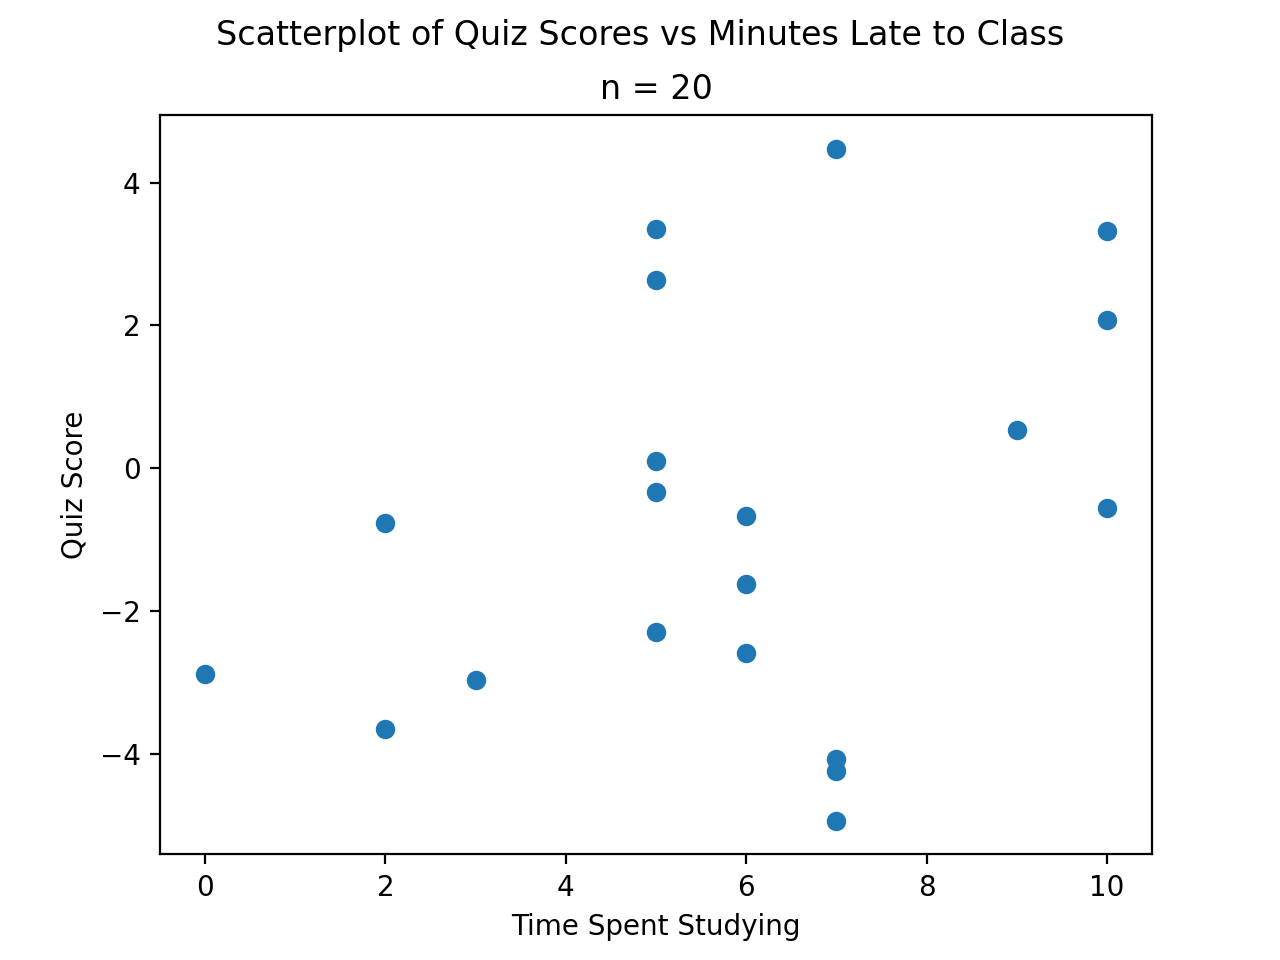 Scatterplot of Quiz Scores vs Minutes Late to Class
n = 20
4
2
0
−2
−4
Quiz Score
0 2 4 6 8 10
Time Spent Studying